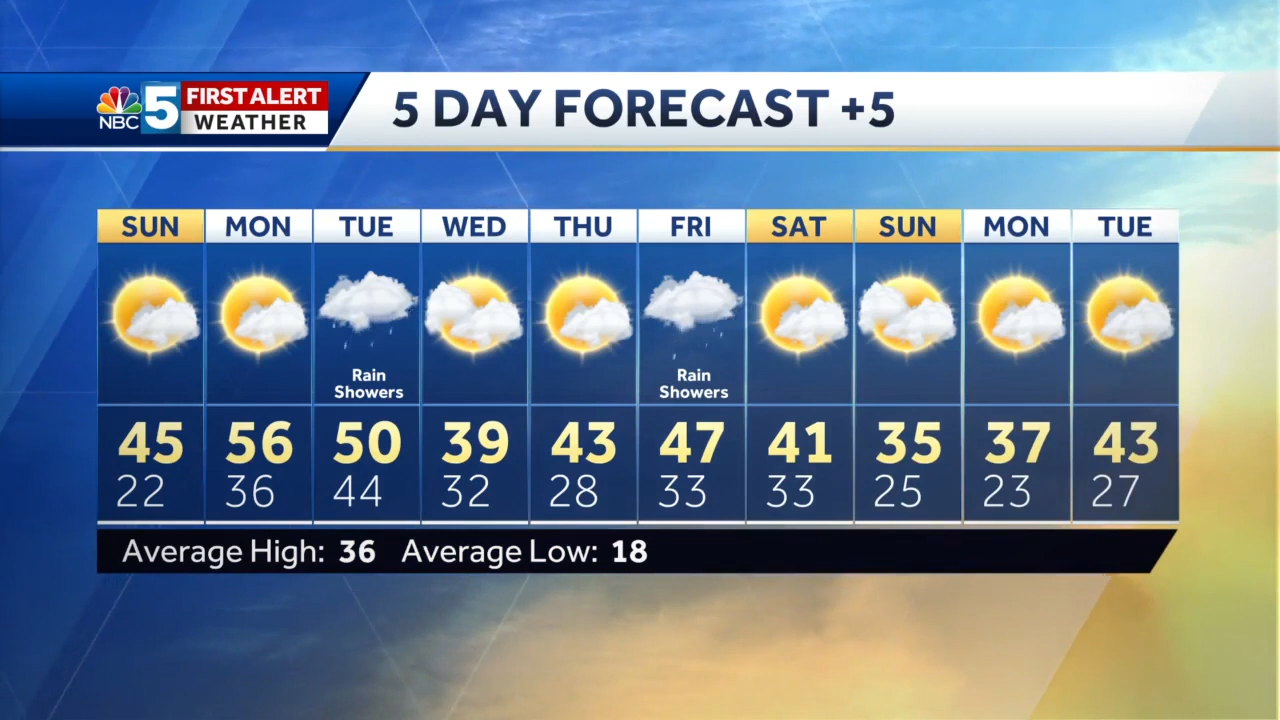 NBC 5 FIRST ALERT WEATHER
5 DAY FORECAST +5
SUN MON TUE WED THU FRI SAT SUN MON TUE
Rain Showers Rain Showers
45 56 50 39 43 47 41 35 37 43
22 36 44 32 28 33 33 25 23 27
Average High: 36 Average Low: 18